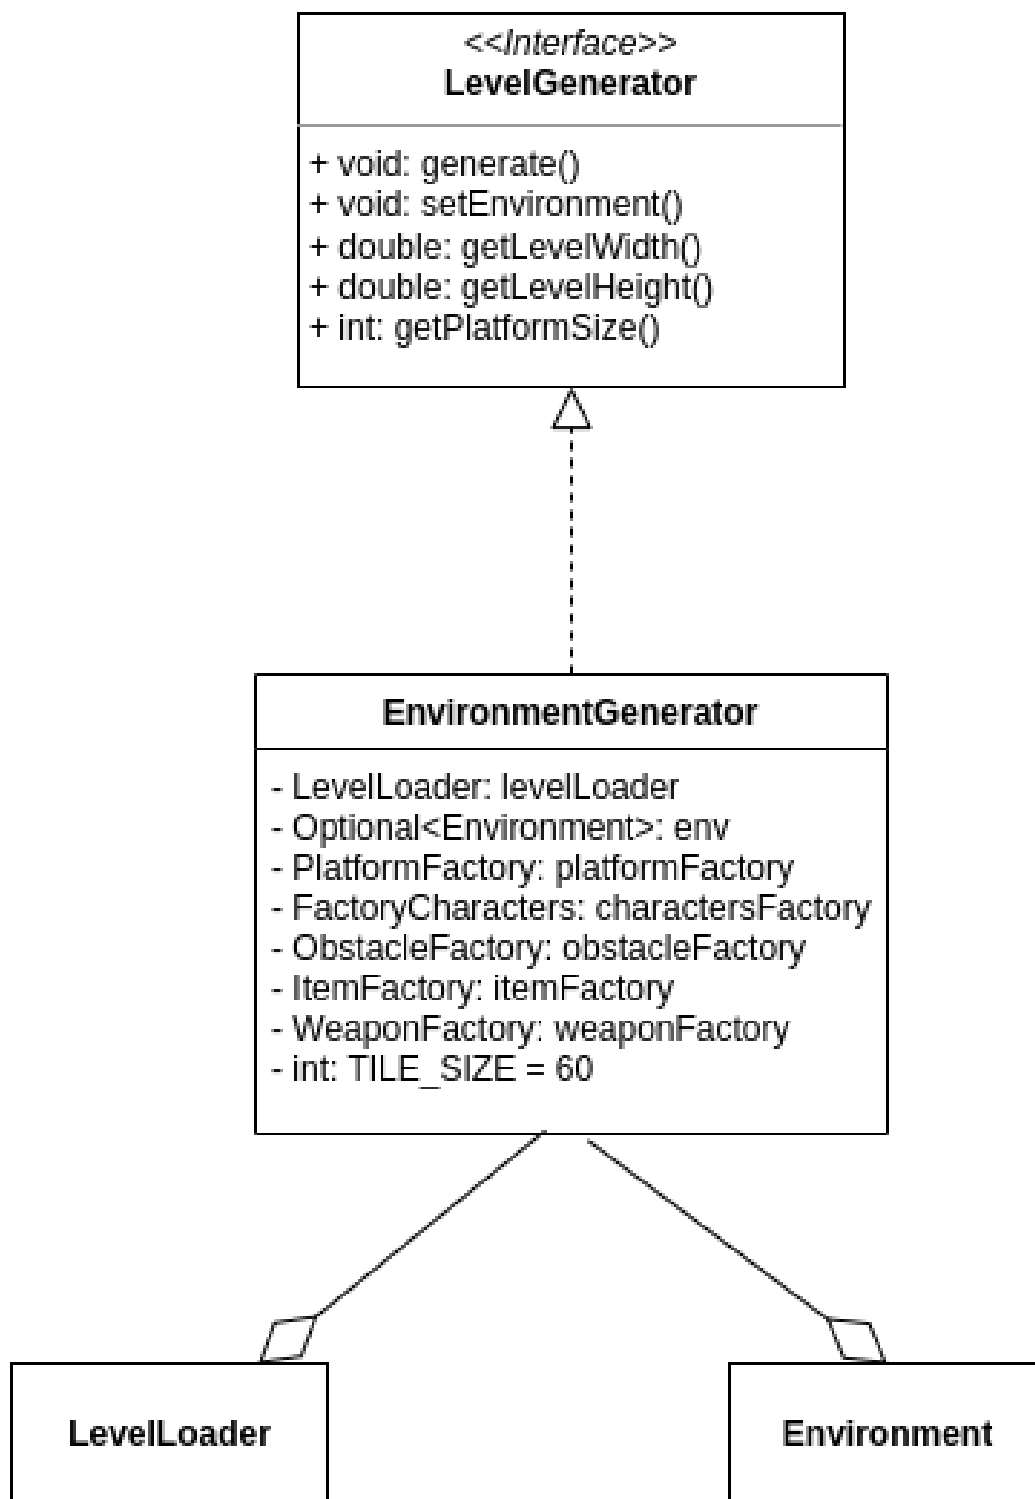 <<Interface>>
LevelGenerator
+ void: generate()
+ void: setEnvironment()
+ double: getLevelWidth()
+ double: getLevelHeight()
+ int: getPlatformSize()
EnvironmentGenerator
- LevelLoader: levelLoader
- Optional<Environment>: env
- PlatformFactory: platformFactory
- FactoryCharacters: charactersFactory
- ObstacleFactory: obstacleFactory
- ItemFactory: itemFactory
- WeaponFactory: weaponFactory
- int: TILE_SIZE = 60
LevelLoader
Environment